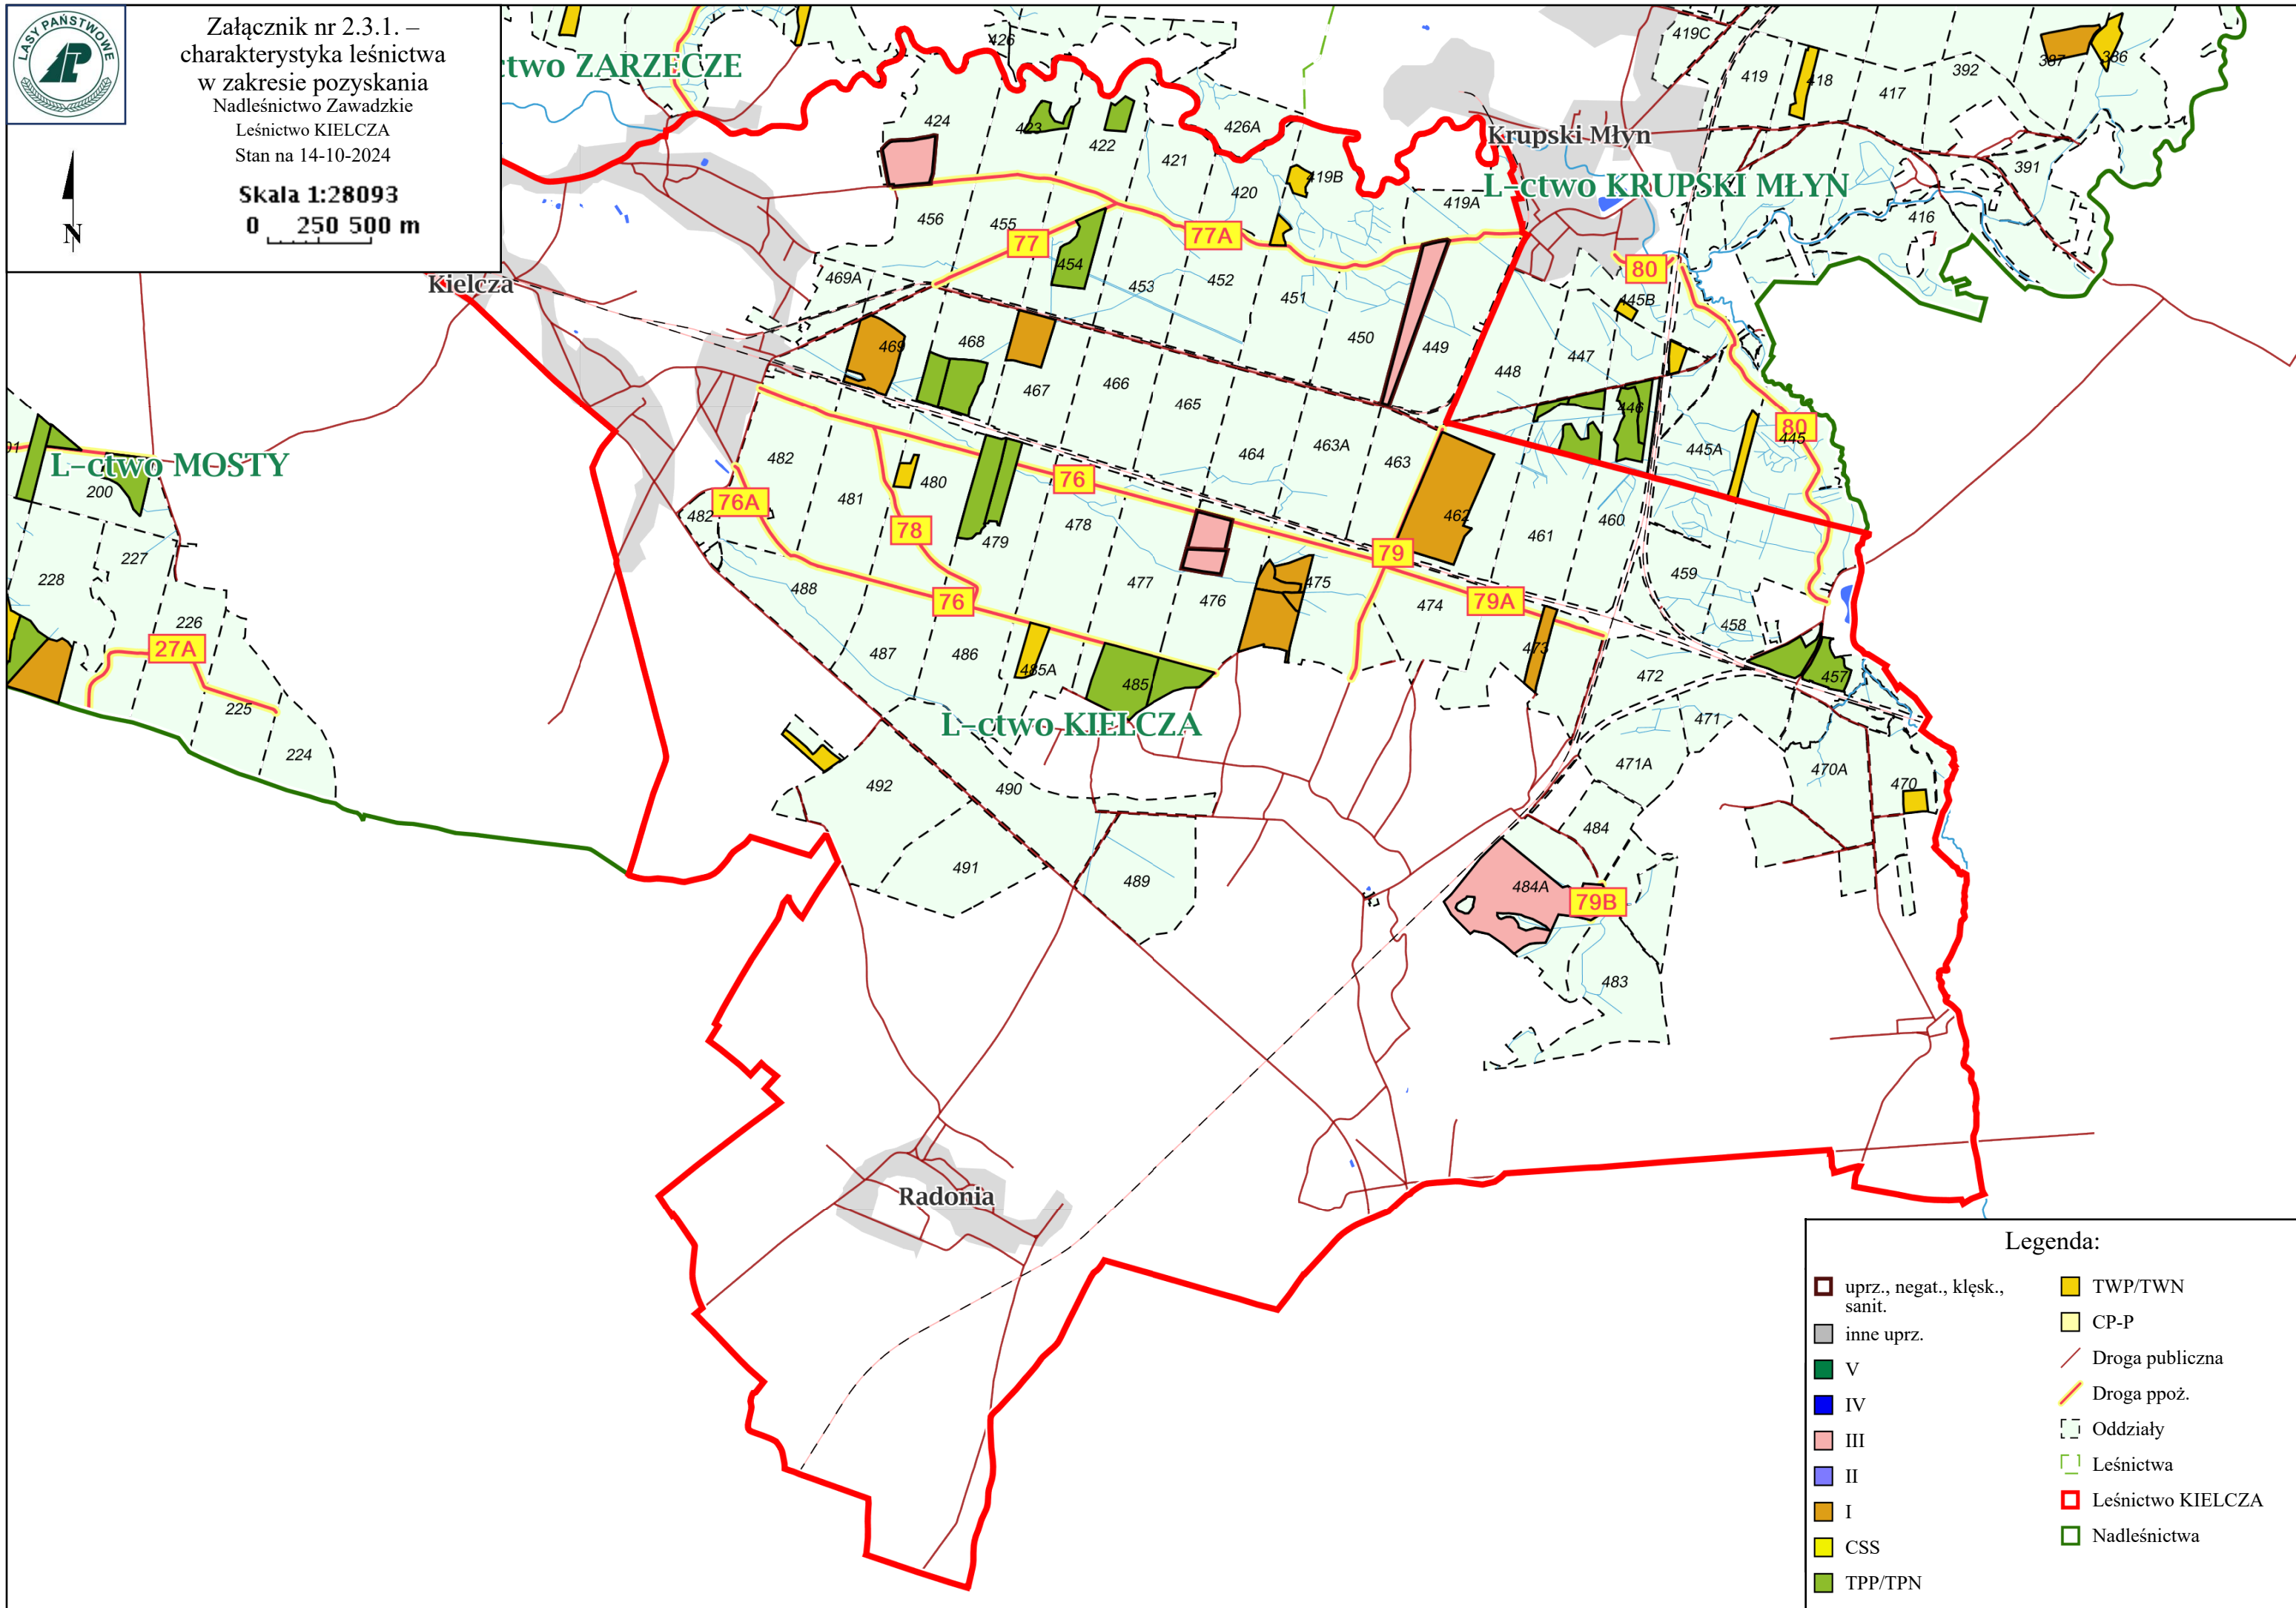 LASY PAŃSTWOWE
Załącznik nr 2.3.1. –
charakterystyka leśnictwa
w zakresie pozyskania
Nadleśnictwo Zawadzkie
Leśnictwo KIELCZA
Stan na 14-10-2024
Skala 1:28093
0 250 500 m
N
ctwo ZARZECZE
426
419C
419
418
417
392
387
386
424
423
422
421
426A
420
419B
Krupski Młyn
L-ctwo KRUPSKI MŁYN
391
416
419A
456
455
77
77A
454
453
452
451
450
449
80
445B
Kielcza
469A
469
468
467
466
465
464
463A
463
448
447
446
445A
80
445
L-ctwo MOSTY
91
200
482
481
480
76
76A
482
78
479
478
477
476
475
79
462
461
460
459
458
457
228
227
226
27A
225
224
488
487
486
76
485A
485
474
79A
473
472
471
471A
470A
470
L-ctwo KIELCZA
492
490
491
489
484
484A
79B
483
Radonia
Legenda:
uprz., negat., klęsk.,
sanit.
inne uprz.
V
IV
III
II
I
CSS
TPP/TPN
TWP/TWN
CP-P
Droga publiczna
Droga ppoż.
Oddziały
Leśnictwa
Leśnictwo KIELCZA
Nadleśnictwa